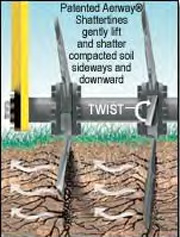 Patented Aerway®
Shattertines
gently lift
and shatter
compacted soil
sideways and
downward
TWIST